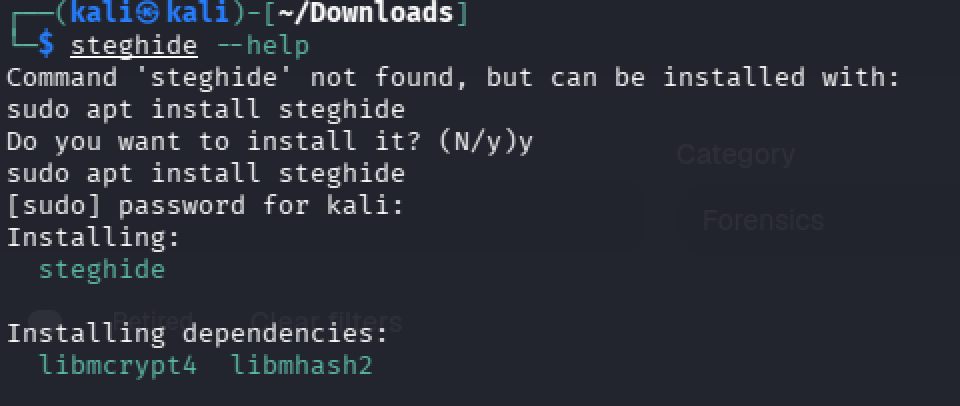 ┌──(kali㉿kali)-[~/Downloads]
└─$ steghide --help
Command 'steghide' not found, but can be installed with:
sudo apt install steghide
Do you want to install it? (N/y)y
sudo apt install steghide
Category
[sudo] password for kali:
Forensics
Installing:
  steghide
Retired Clear filters
Installing dependencies:
  libmcrypt4  libmhash2